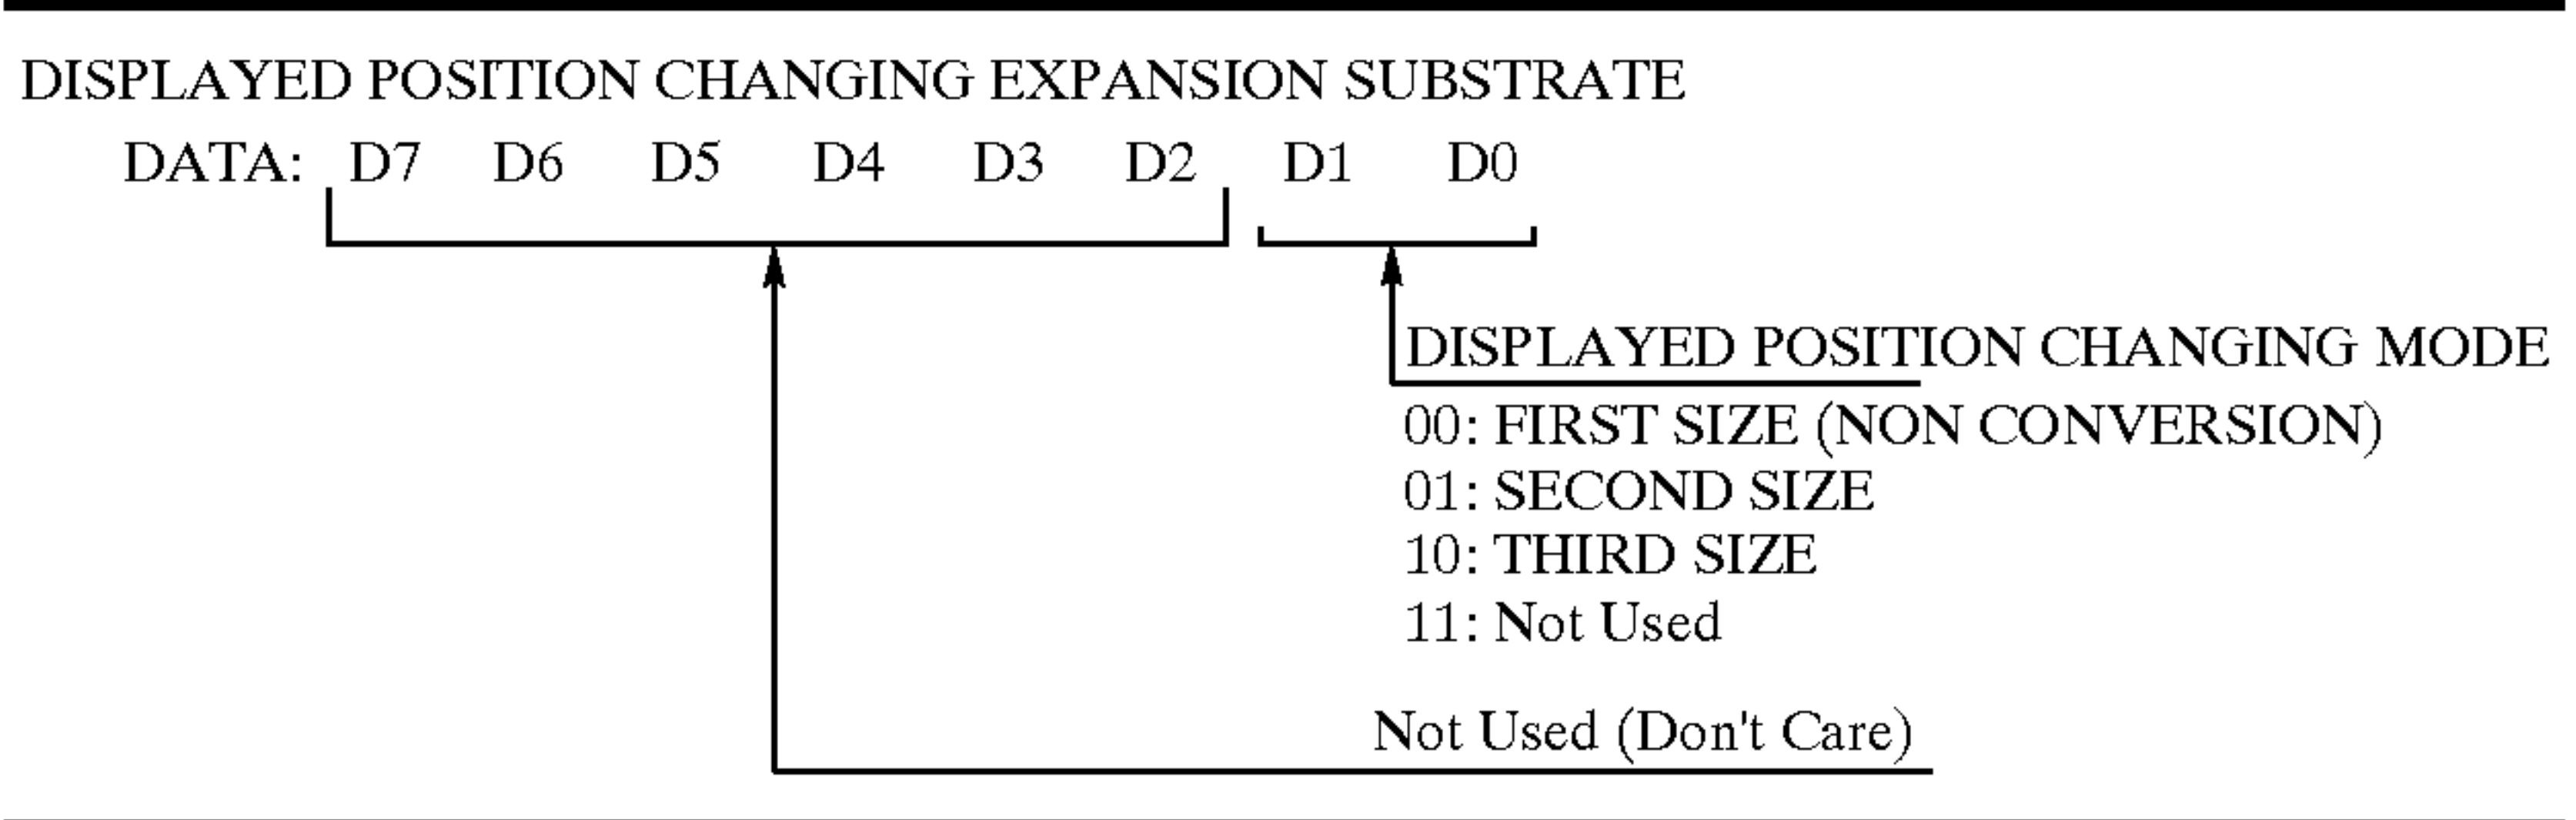 DISPLAYED POSITION CHANGING EXPANSION SUBSTRATE
DATA: D7 D6 D5 D4 D3 D2 D1 D0
DISPLAYED POSITION CHANGING MODE
00: FIRST SIZE (NON CONVERSION)
01: SECOND SIZE
10: THIRD SIZE
11: Not Used
Not Used (Don't Care)